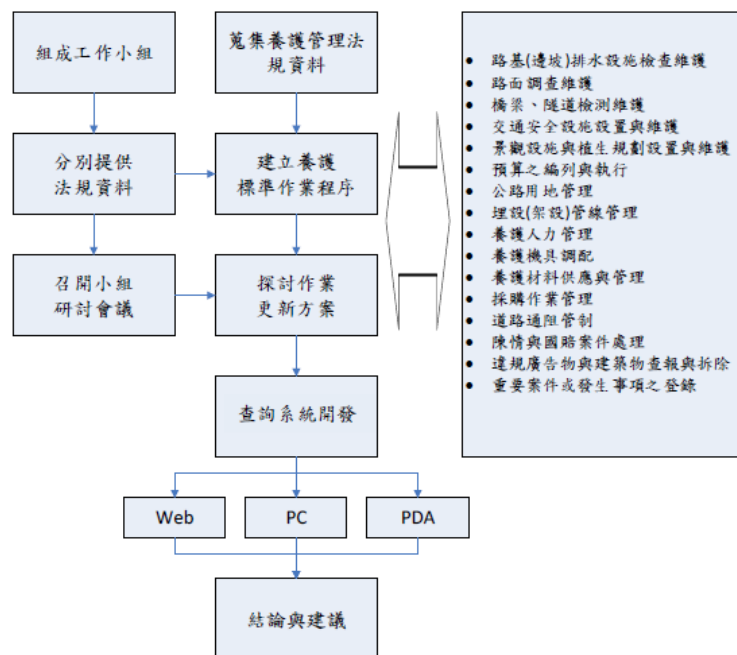 組成工作小組
蒐集養護管理法
規資料
分別提供
法規資料
建立養護
標準作業程序
召開小組
研討會議
探討作業
更新方案
查詢系統開發
Web
PC
PDA
結論與建議
● 路基(邊坡)排水設施檢查維護
● 路面調查維護
● 橋梁、隧道檢測維護
● 交通安全設施設置與維護
● 景觀設施與植生規劃設置與維護
● 預算之編列與執行
● 公路用地管理
● 埋設(架設)管線管理
● 養護人力管理
● 養護機具調配
● 養護材料供應與管理
● 採購作業管理
● 道路通阻管制
● 陳情與國賠案件處理
● 違規廣告物與建築物查報與拆除
● 重要案件或發生事項之登錄